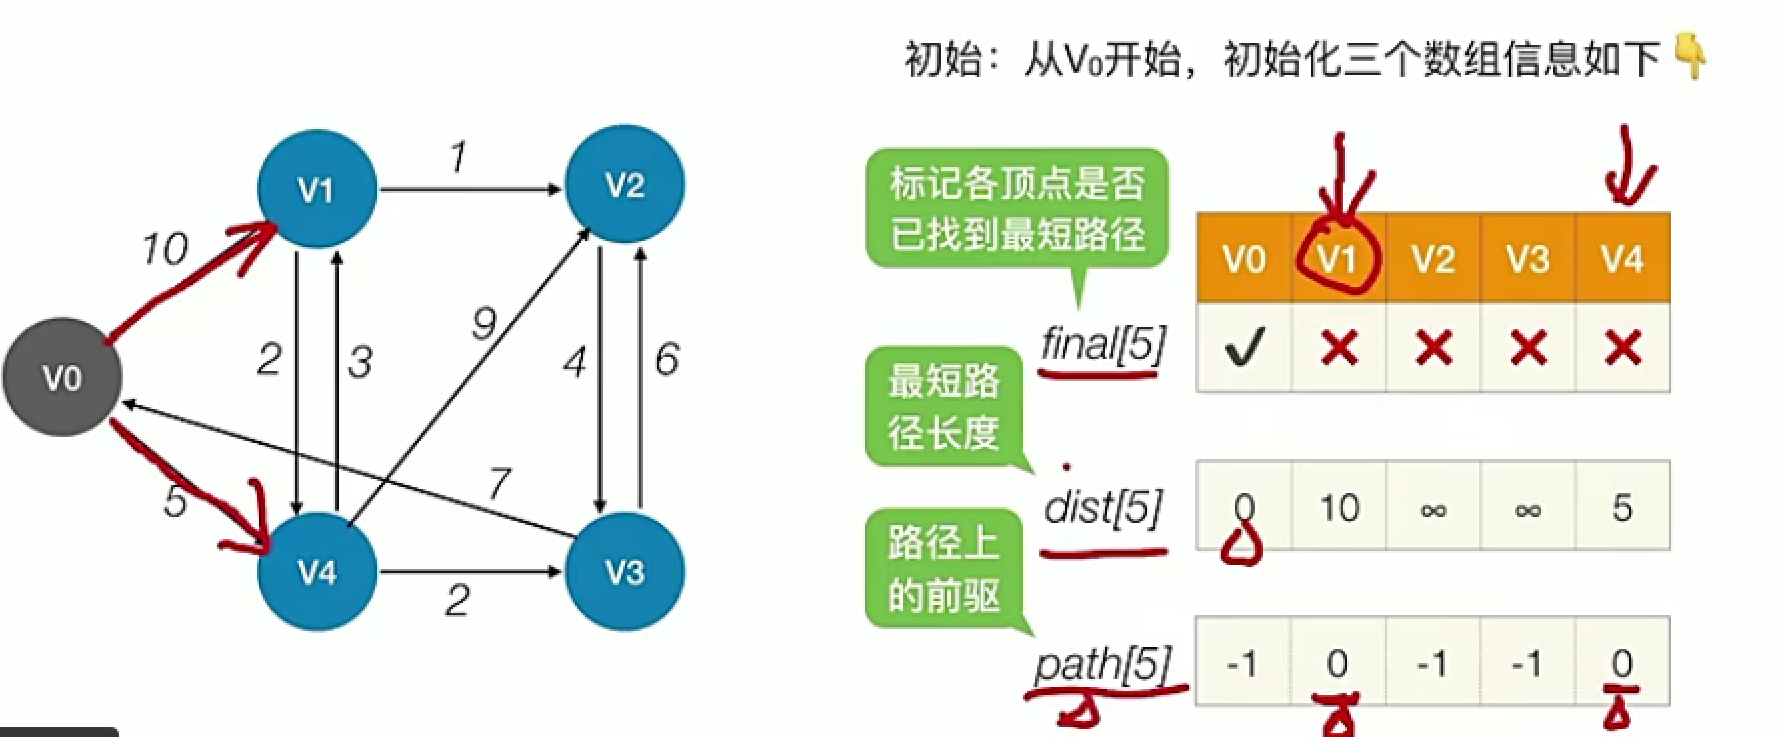 初始：从V₀开始，初始化三个数组信息如下👇
标记各顶点是否
已找到最短路径
V0 V1 V2 V3 V4
final[5] ✓ ✕ ✕ ✕ ✕
最短路
径长度
dist[5] 0 10 ∞ ∞ 5
路径上
的前驱
path[5] -1 0 -1 -1 0
V1
1
V2
10
2
3
9
4
6
V0
7
5
V4
2
V3